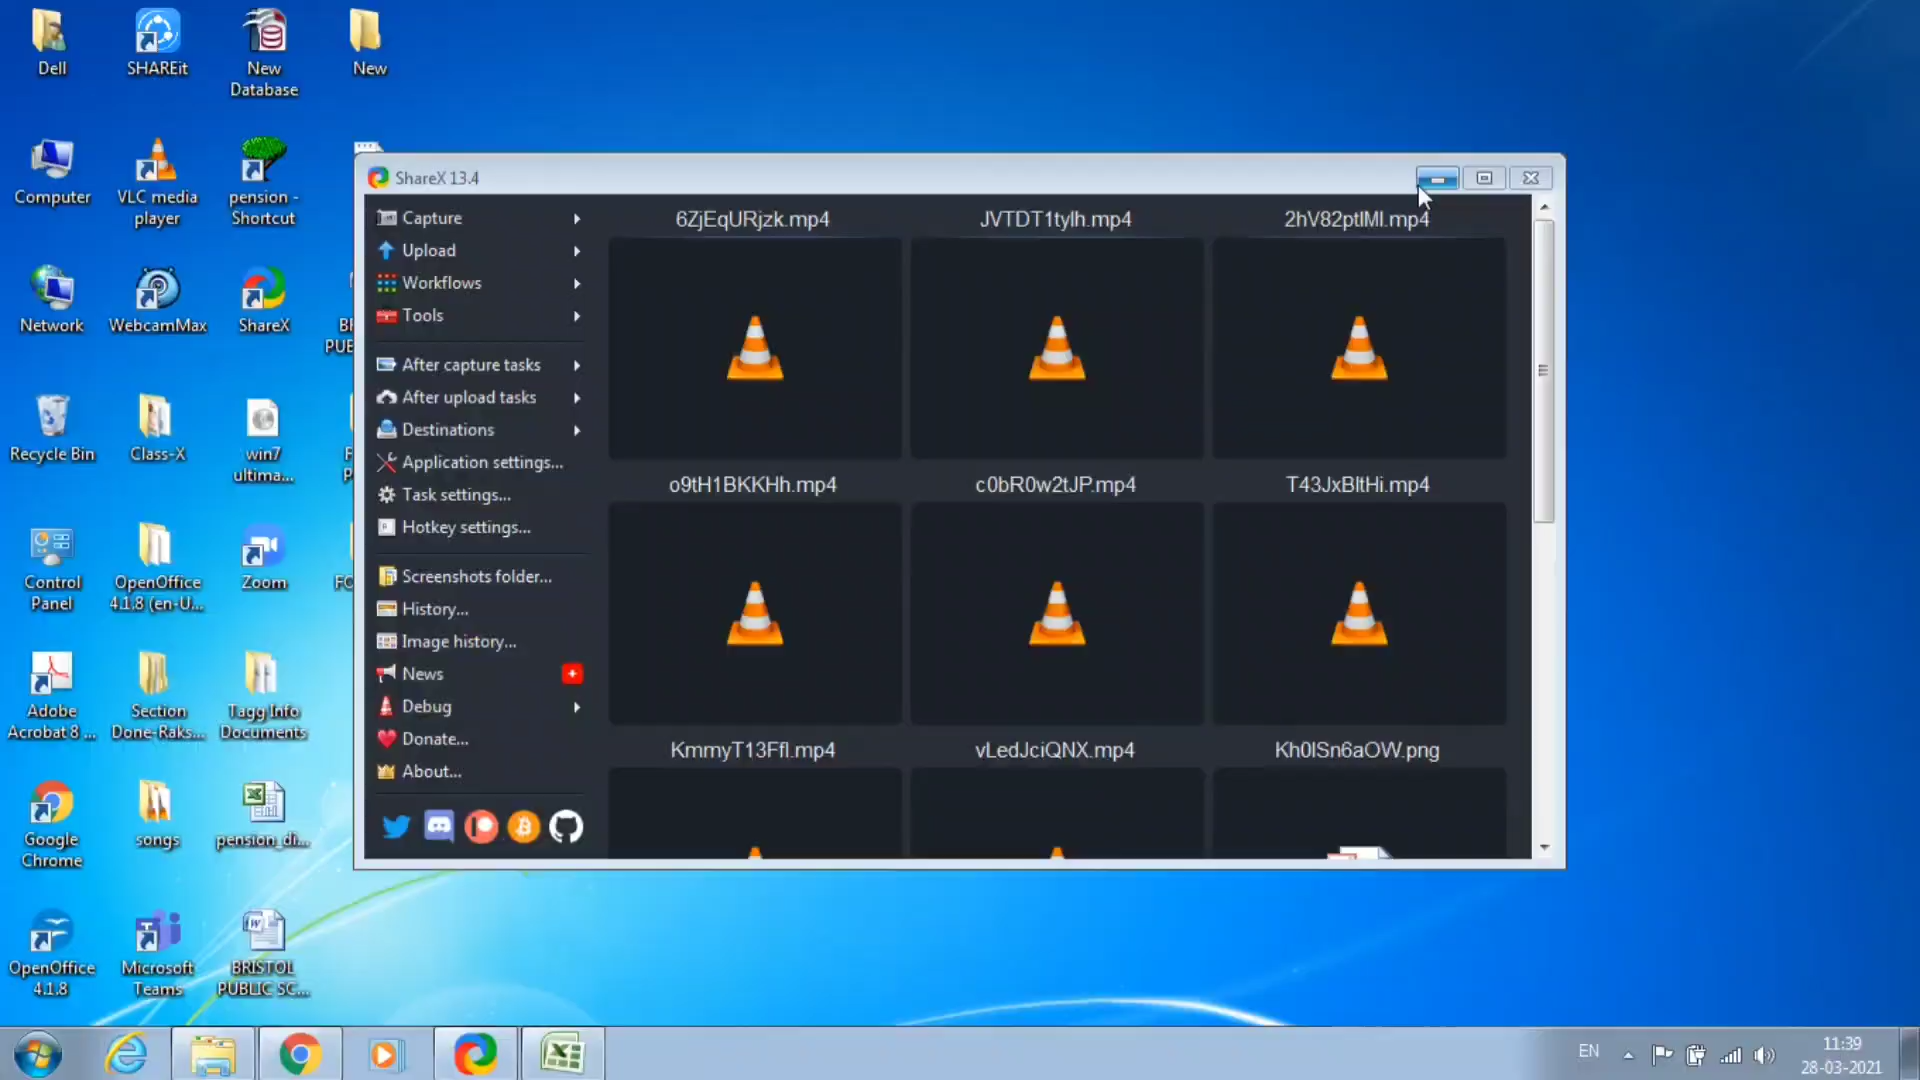 Dell
SHAREit
New
Database
New
Computer
VLC media
player
pension -
Shortcut
Network
WebcamMax
ShareX
Recycle Bin
Class-X
win7
ultima...
Control
Panel
OpenOffice
4.1.8 (en-U...
Zoom
Adobe
Acrobat 8 ...
Section
Done-Raks...
Tagg Info
Documents
Google
Chrome
songs
pension_di...
OpenOffice
4.1.8
Microsoft
Teams
BRISTOL
PUBLIC SC...
ShareX 13.4
Capture
Upload
Workflows
Tools
After capture tasks
After upload tasks
Destinations
Application settings...
Task settings...
Hotkey settings...
Screenshots folder...
History...
Image history...
News
Debug
Donate...
About...
6ZjEqURjzk.mp4
JVTDT1tylh.mp4
2hV82ptlMl.mp4
o9tH1BKKHh.mp4
c0bR0w2tJP.mp4
T43JxBltHi.mp4
KmmyT13Ffl.mp4
vLedJciQNX.mp4
Kh0lSn6aOW.png
EN
11:39
28-03-2021